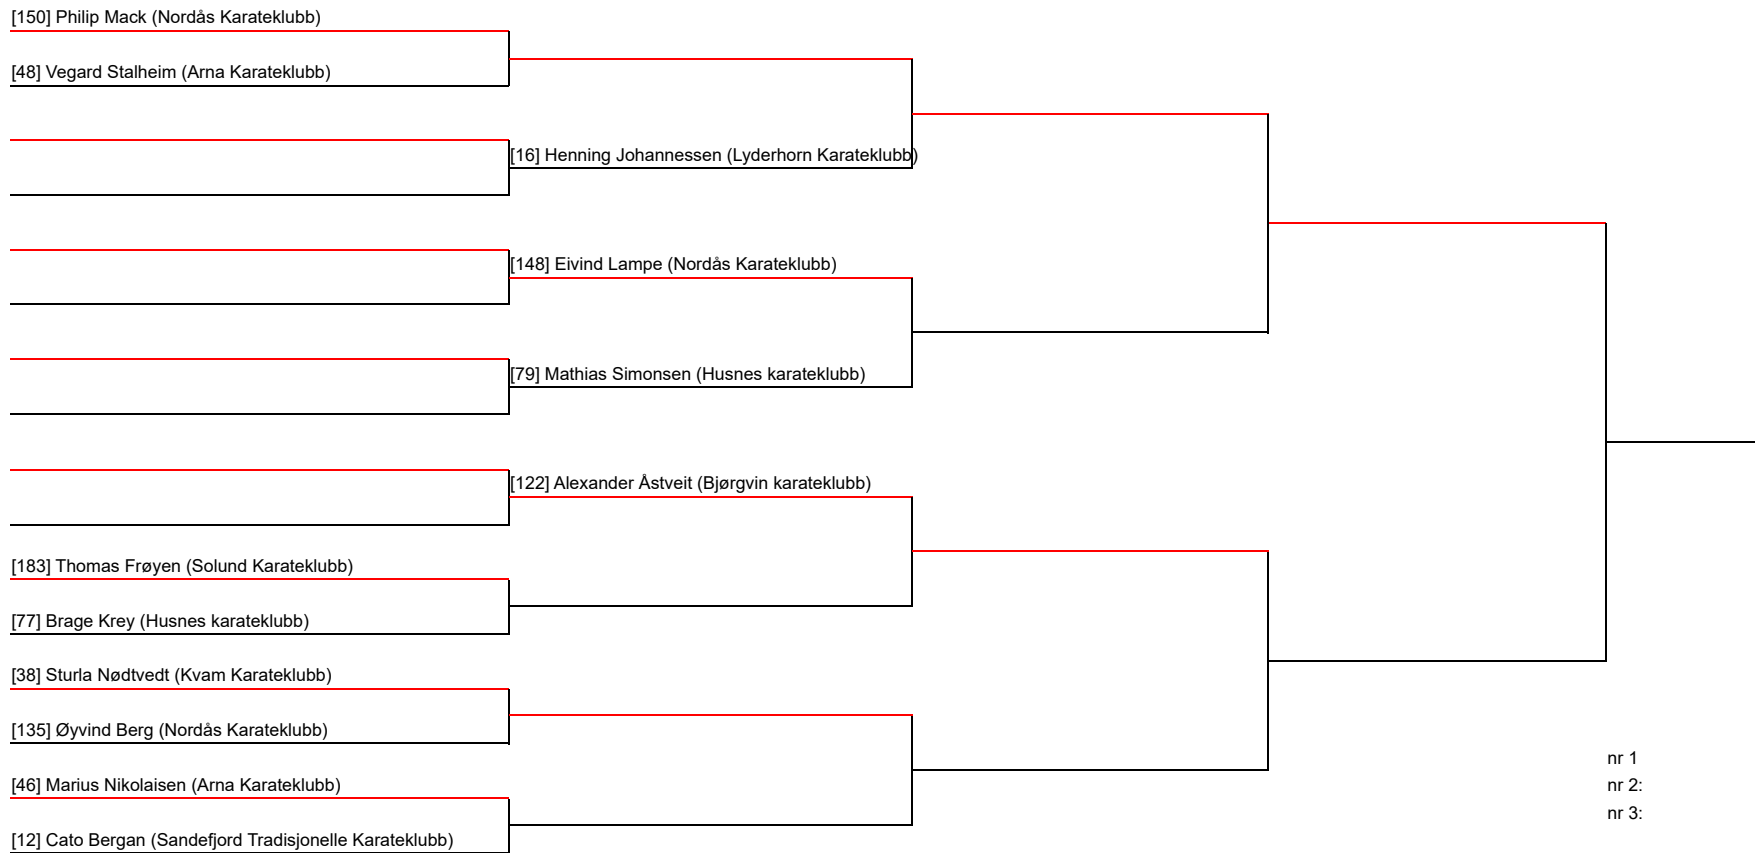 [150] Philip Mack (Nordås Karateklubb)
[48] Vegard Stalheim (Arna Karateklubb)
[16] Henning Johannessen (Lyderhorn Karateklubb)
[148] Eivind Lampe (Nordås Karateklubb)
[79] Mathias Simonsen (Husnes karateklubb)
[122] Alexander Åstveit (Bjørgvin karateklubb)
[183] Thomas Frøyen (Solund Karateklubb)
[77] Brage Krey (Husnes karateklubb)
[38] Sturla Nødtvedt (Kvam Karateklubb)
[135] Øyvind Berg (Nordås Karateklubb)
[46] Marius Nikolaisen (Arna Karateklubb)
[12] Cato Bergan (Sandefjord Tradisjonelle Karateklubb)
nr 1
nr 2:
nr 3: